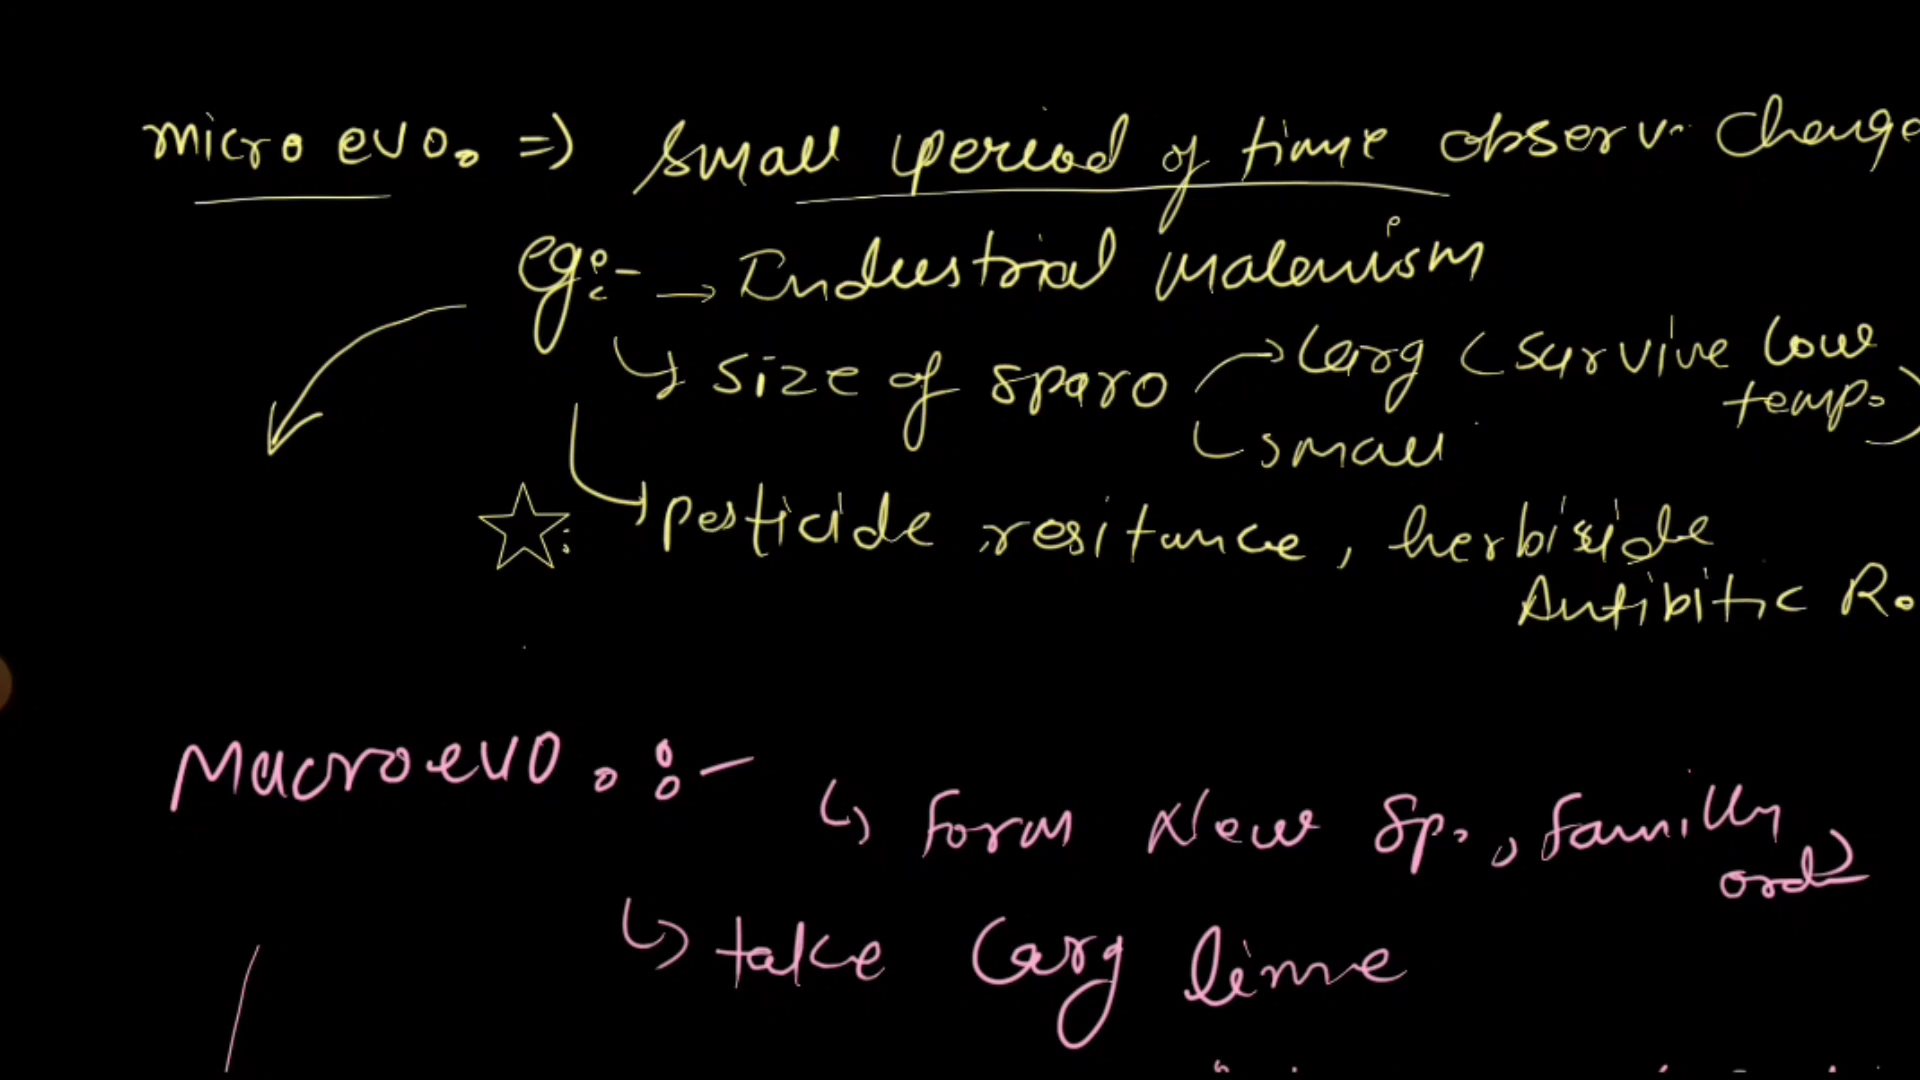 micro evo. => small period of time observ. Change
eg:- → Industrial malenism
↳ size of sparo → larg (survive low temp.)
↳ small
☆: ↳ pesticide resitance, herbiside
Antibitic R.
Macroevo. :- ↳ form New Sp., familly
order
↳ take larg time